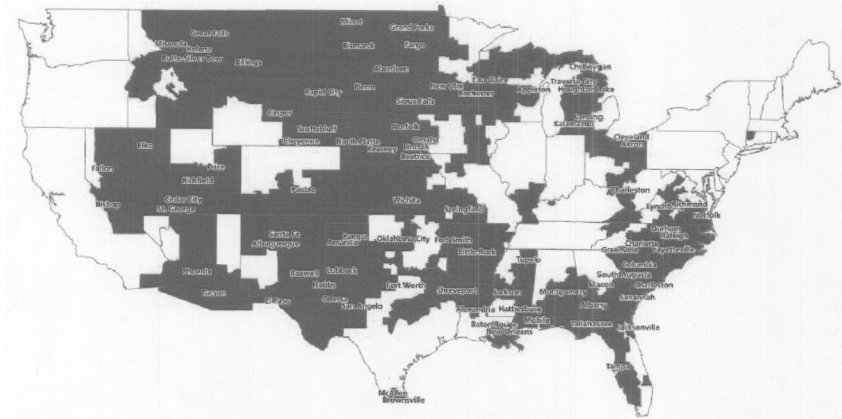 Minot
Great Falls
Grand Forks
Missoula
Helena
Bismarck
Fargo
Butte-Silver Bow
Billings
Cheboygan
Aberdeen
Traverse City
Eau Claire
Rapid City
Pierre
New Ulm
Appleton
Houghton Lake
Rochester
Sioux Falls
Casper
Lansing
Kalamazoo
Scottsbluff
Norfolk
Cleveland
Elko
Cheyenne
North Platte
Omaha
Akron
Lincoln
Kearney
Beatrice
Fallon
Price
Richfield
Pueblo
Charleston
Cedar City
Wichita
Bishop
St. George
Springfield
Richmond
Norfolk
Santa Fe
Pampa
Oklahoma City
Fort Smith
Durham
Raleigh
Albuquerque
Amarillo
Charlotte
Little Rock
Greenville
Fayetteville
Tupelo
Columbia
Phoenix
Roswell
Lubbock
South Augusta
Hobbs
Fort Worth
Macon
Charleston
Tucson
Shreveport
Jackson
Montgomery
Savannah
El Paso
Odessa
Albany
San Angelo
Alexandria
Hattiesburg
Baton Rouge
Mobile
Tallahassee
Jacksonville
New Orleans
Tampa
McAllen
Brownsville